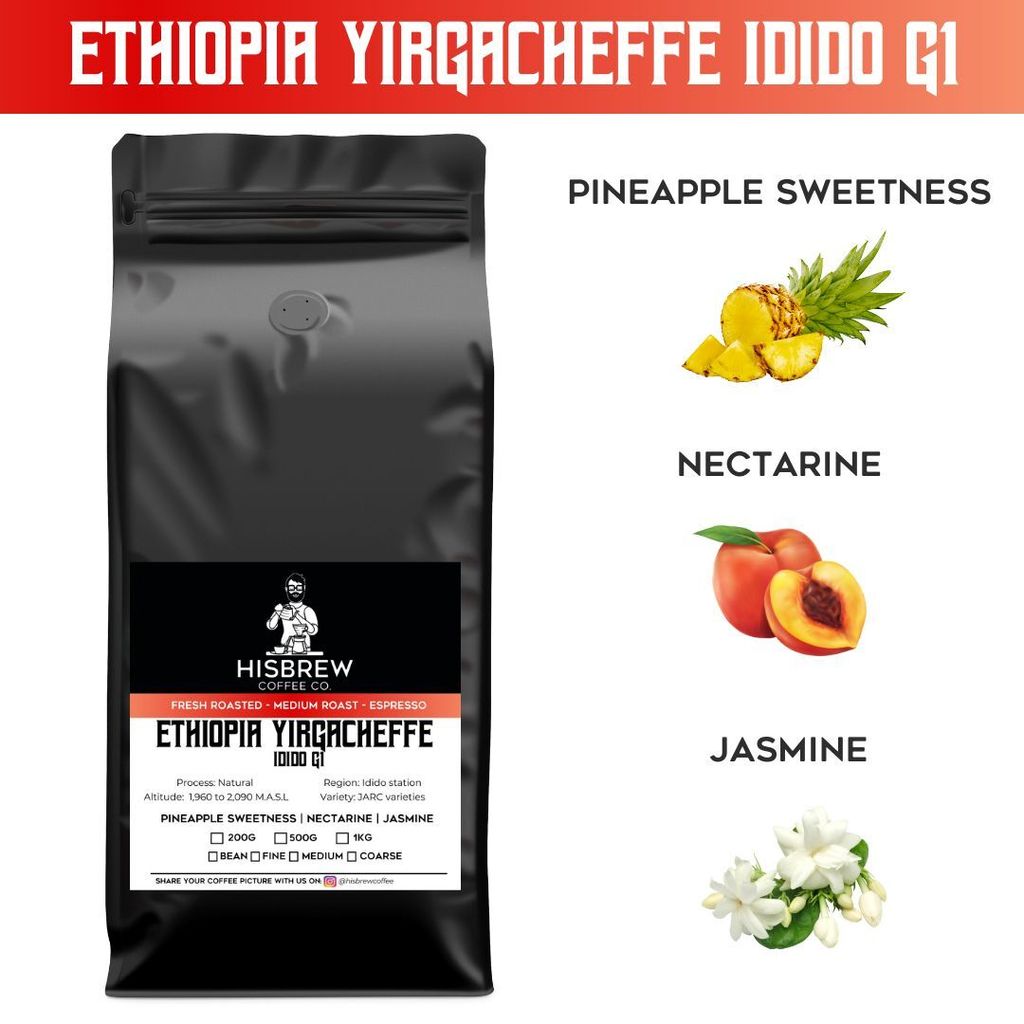 ETHIOPIA YIRGACHEFFE IDIDO G1
PINEAPPLE SWEETNESS
NECTARINE
JASMINE
HISBREW
COFFEE CO.
FRESH ROASTED - MEDIUM ROAST - ESPRESSO
ETHIOPIA YIRGACHEFFE
IDIDO G1
Process: Natural Region: Idido station
Altitude: 1,960 to 2,090 M.A.S.L Variety: JARC varieties
PINEAPPLE SWEETNESS | NECTARINE | JASMINE
200G 500G 1KG
BEAN FINE MEDIUM COARSE
SHARE YOUR COFFEE PICTURE WITH US ON: @hisbrewcoffee